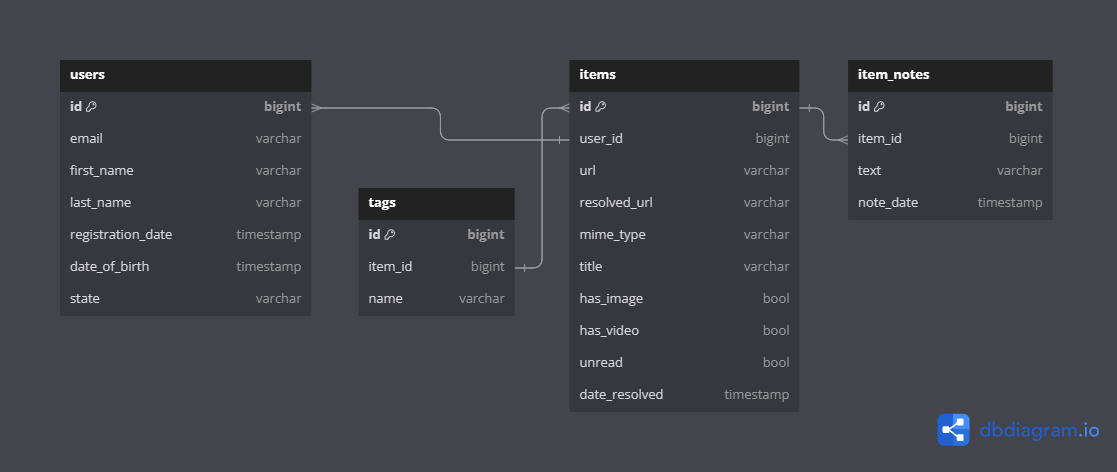 users
id bigint
email varchar
first_name varchar
last_name varchar
registration_date timestamp
date_of_birth timestamp
state varchar
tags
id bigint
item_id bigint
name varchar
items
id bigint
user_id bigint
url varchar
resolved_url varchar
mime_type varchar
title varchar
has_image bool
has_video bool
unread bool
date_resolved timestamp
item_notes
id bigint
item_id bigint
text varchar
note_date timestamp
dbdiagram.io